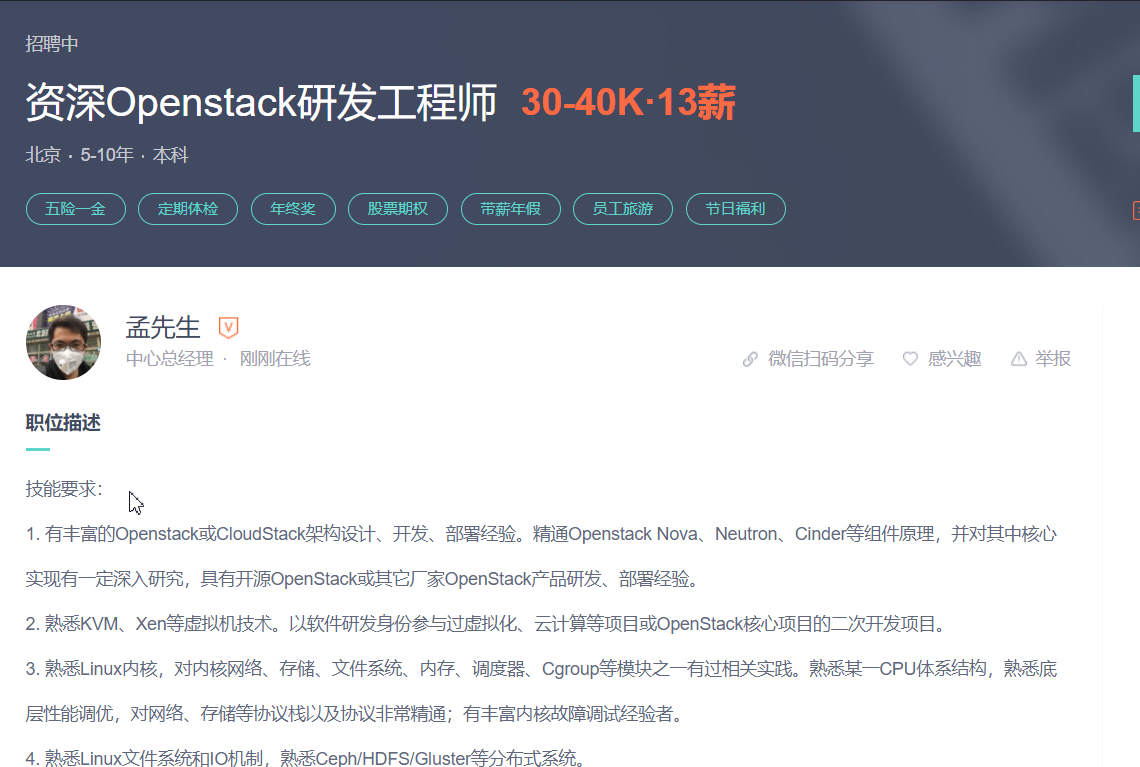 招聘中
资深Openstack研发工程师 30-40K·13薪
北京 · 5-10年 · 本科
五险一金 定期体检 年终奖 股票期权 带薪年假 员工旅游 节日福利
孟先生 V
中心总经理 · 刚刚在线 微信扫码分享 感兴趣 举报
职位描述
技能要求:
1. 有丰富的Openstack或CloudStack架构设计、开发、部署经验。精通Openstack Nova、Neutron、Cinder等组件原理，并对其中核心
实现有一定深入研究，具有开源OpenStack或其它厂家OpenStack产品研发、部署经验。
2. 熟悉KVM、Xen等虚拟机技术。以软件研发身份参与过虚拟化、云计算等项目或OpenStack核心项目的二次开发项目。
3. 熟悉Linux内核，对内核网络、存储、文件系统、内存、调度器、Cgroup等模块之一有过相关实践。熟悉某一CPU体系结构，熟悉底
层性能调优，对网络、存储等协议栈以及协议非常精通；有丰富内核故障调试经验者。
4. 熟悉Linux文件系统和IO机制，熟悉Ceph/HDFS/Gluster等分布式系统。